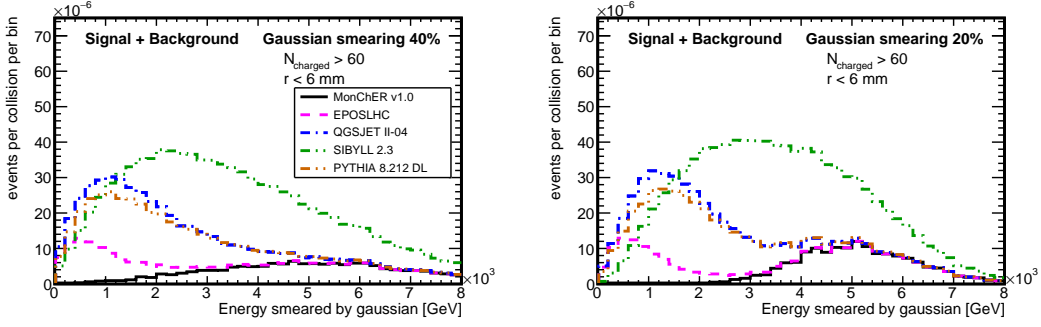 ×10⁻⁶
Signal + Background Gaussian smearing 40%
N_charged > 60
r < 6 mm
MonChER v1.0
EPOSLHC
QGSJET II-04
SIBYLL 2.3
PYTHIA 8.212 DL
events per collision per bin
70
60
50
40
30
20
10
0
0 1 2 3 4 5 6 7 8
×10³
Energy smeared by gaussian [GeV]
×10⁻⁶
Signal + Background Gaussian smearing 20%
N_charged > 60
r < 6 mm
events per collision per bin
70
60
50
40
30
20
10
0
0 1 2 3 4 5 6 7 8
×10³
Energy smeared by gaussian [GeV]